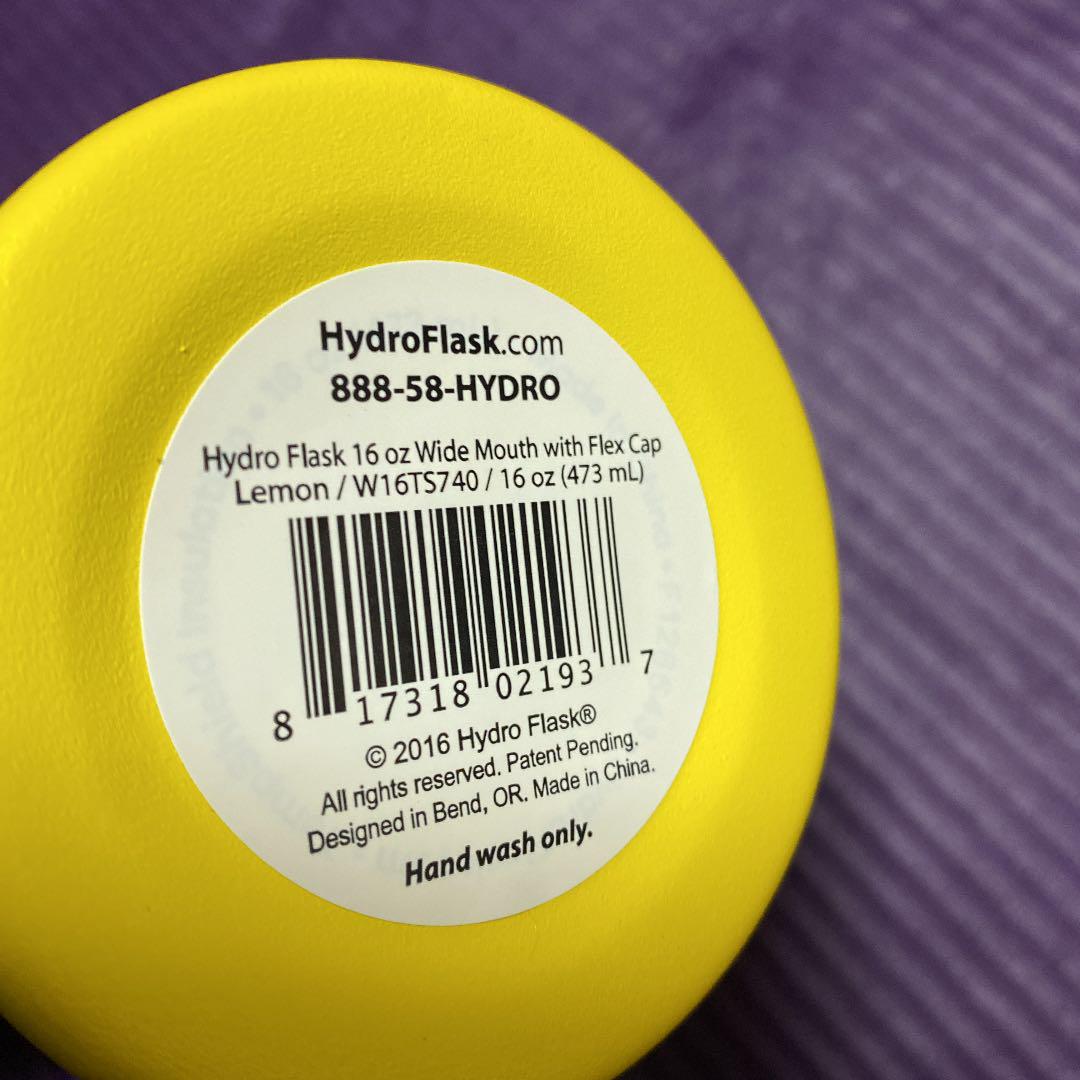 HydroFlask.com
888-58-HYDRO
Hydro Flask 16 oz Wide Mouth with Flex Cap
Lemon / W16TS740 / 16 oz (473 mL)
8 17318 02193 7
© 2016 Hydro Flask®
All rights reserved. Patent Pending.
Designed in Bend, OR. Made in China.
Hand wash only.